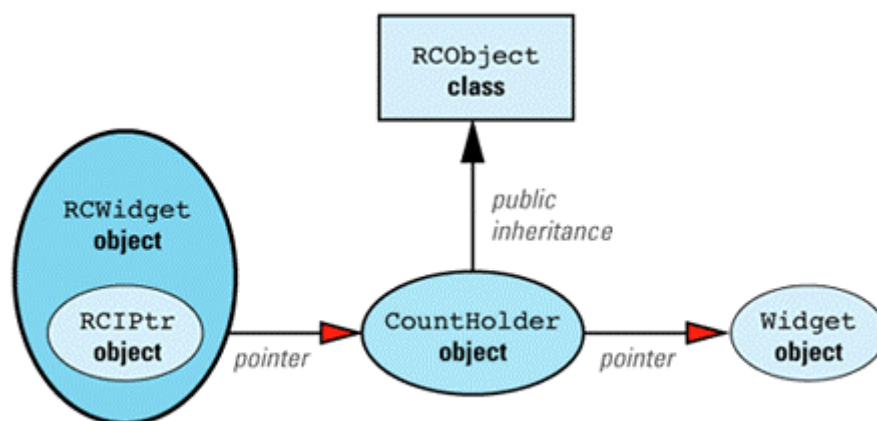 RCObject
class
public
inheritance
RCWidget
object
RCIPtr
object
pointer
CountHolder
object
pointer
Widget
object